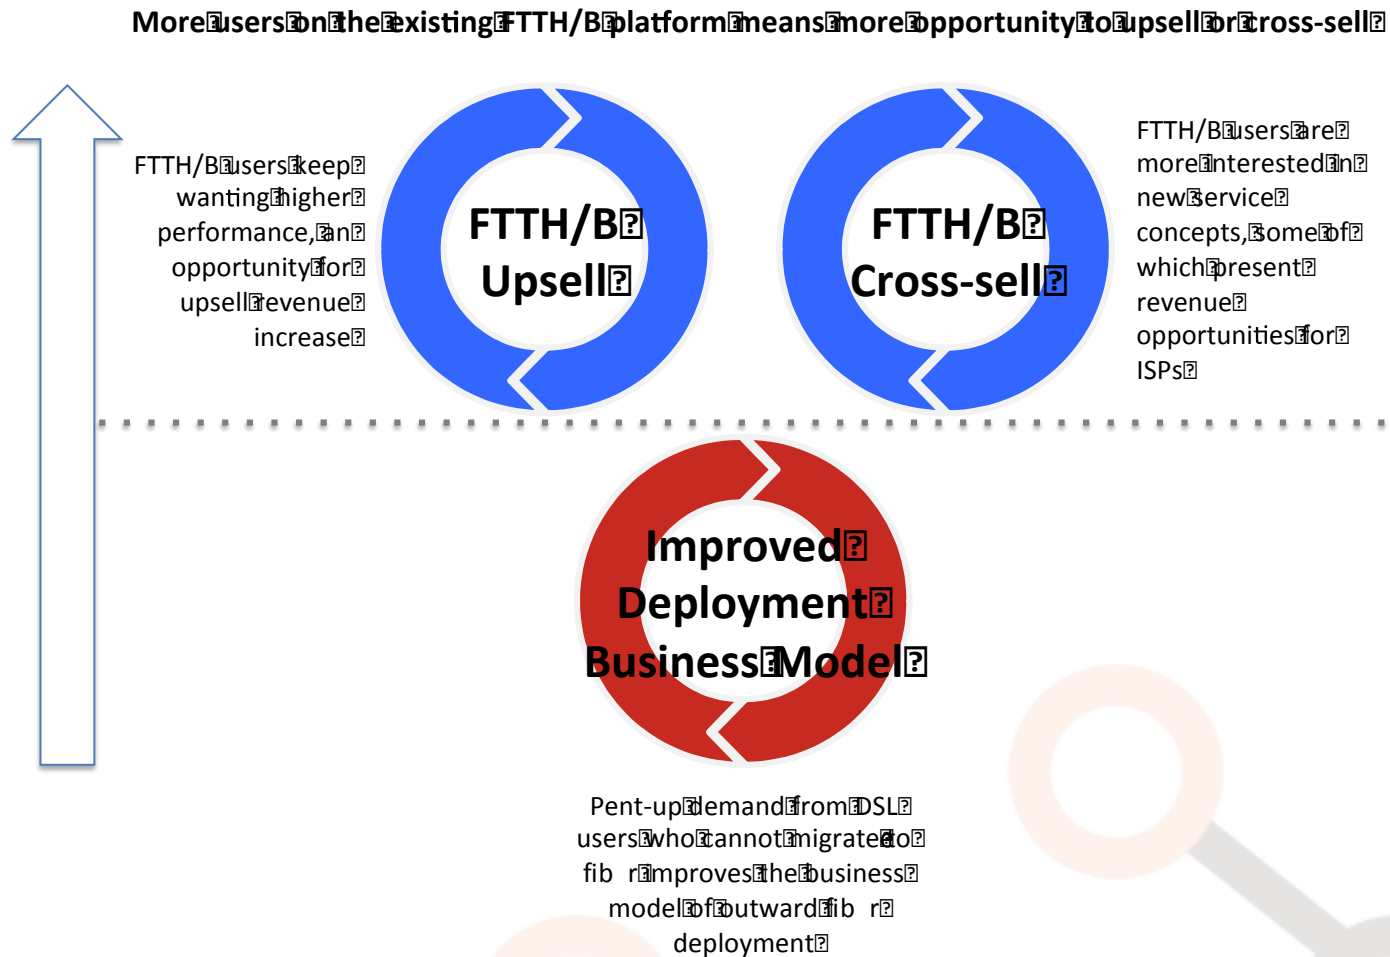 More users on the existing FTTH/B platform means more opportunity to upsell or cross-sell
FTTH/B users keep
wanting higher
performance, an
opportunity for
upsell revenue
increase
FTTH/B
Upsell
FTTH/B
Cross-sell
FTTH/B users are
more interested in
new service
concepts, some of
which present
revenue
opportunities for
ISPs
Improved
Deployment
Business Model
Pent-up demand from DSL
users who cannot migrate to
fib r improves the business
model of outward fib r
deployment